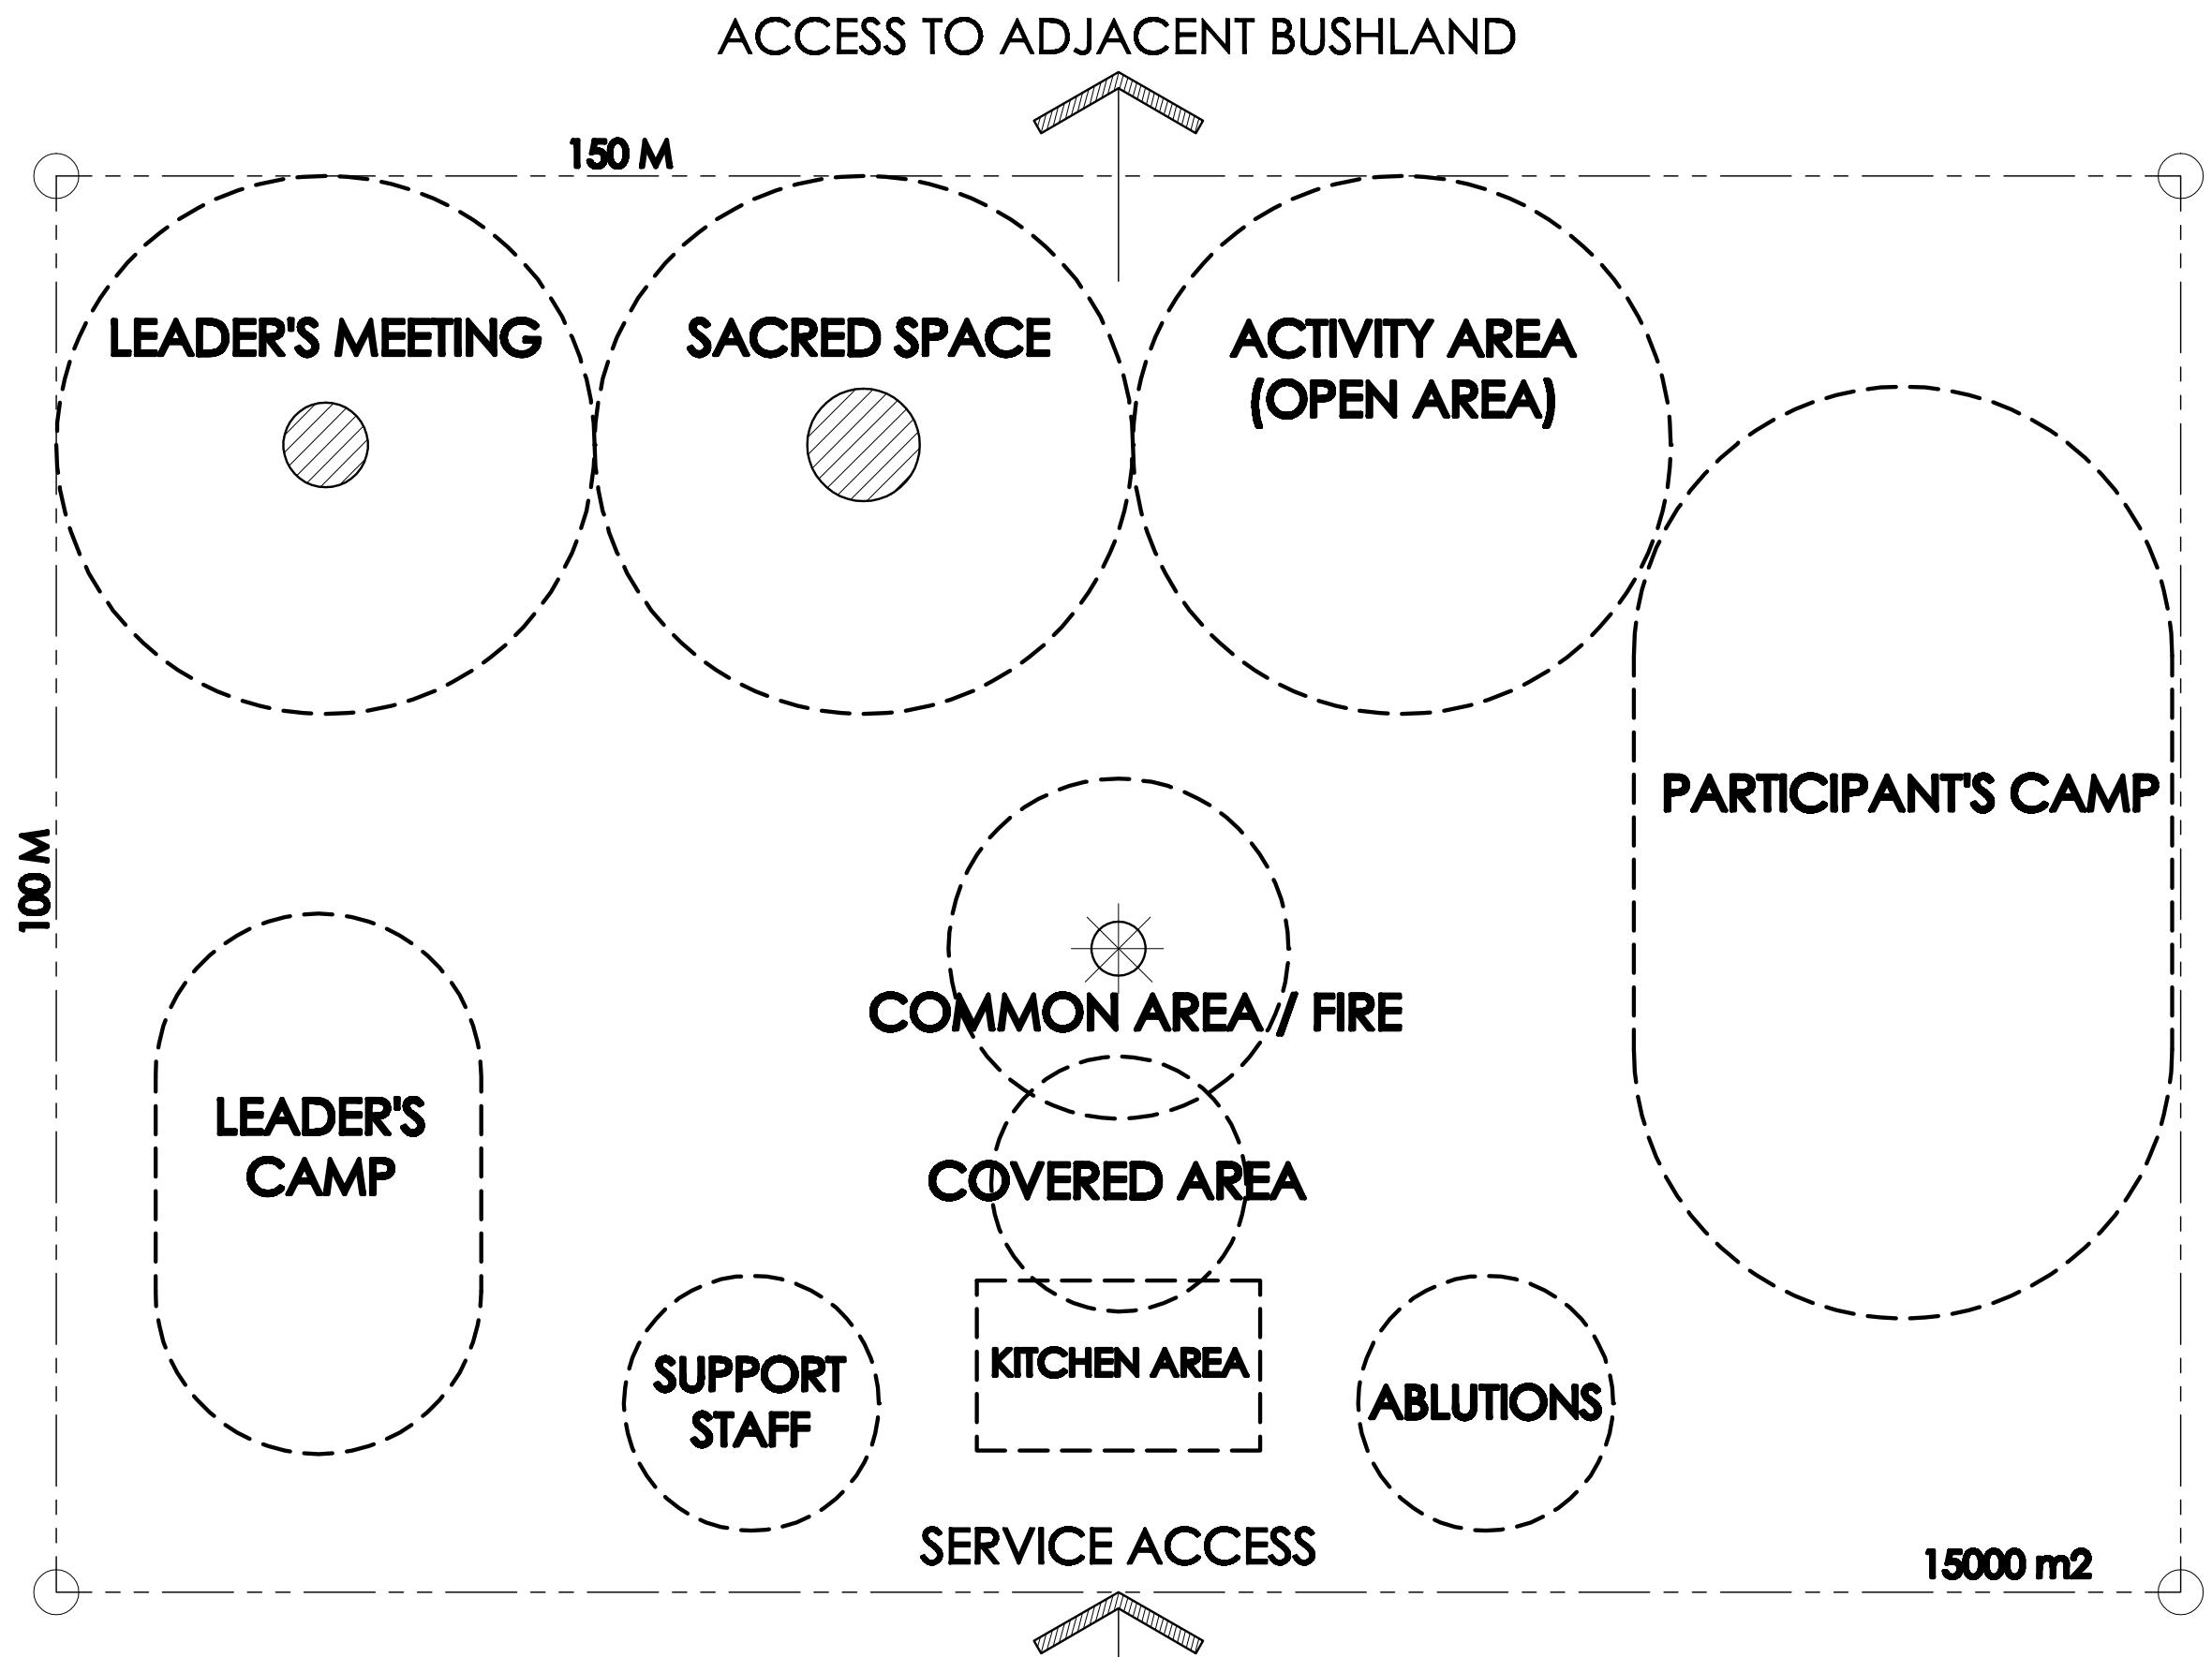 ACCESS TO ADJACENT BUSHLAND
150 M
LEADER'S MEETING
SACRED SPACE
ACTIVITY AREA
(OPEN AREA)
PARTICIPANT'S CAMP
100 M
COMMON AREA / FIRE
LEADER'S
CAMP
COVERED AREA
KITCHEN AREA
SUPPORT
STAFF
ABLUTIONS
SERVICE ACCESS
15000 m2